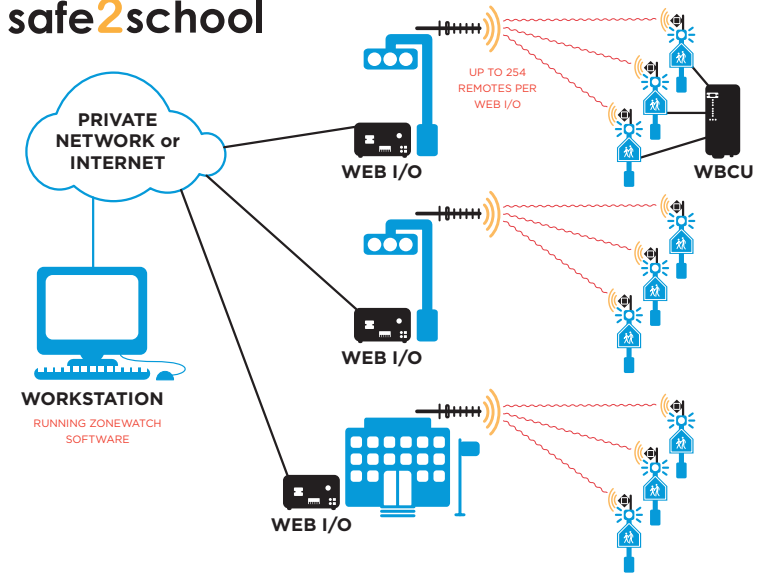 safe2school
UP TO 254
REMOTES PER
WEB I/O
PRIVATE
NETWORK or
INTERNET
WEB I/O
WBCU
WEB I/O
WORKSTATION
RUNNING ZONEWATCH
SOFTWARE
WEB I/O